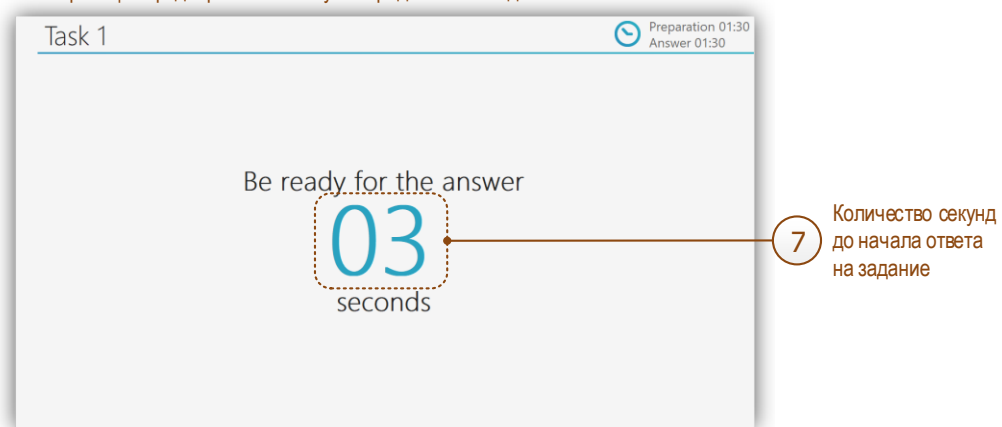 Task 1
Preparation 01:30
Answer 01:30
Be ready for the answer
03
seconds
7
Количество секунд
до начала ответа
на задание